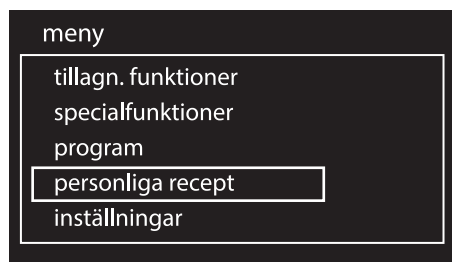 meny
tillagn. funktioner
specialfunktioner
program
personliga recept
inställningar